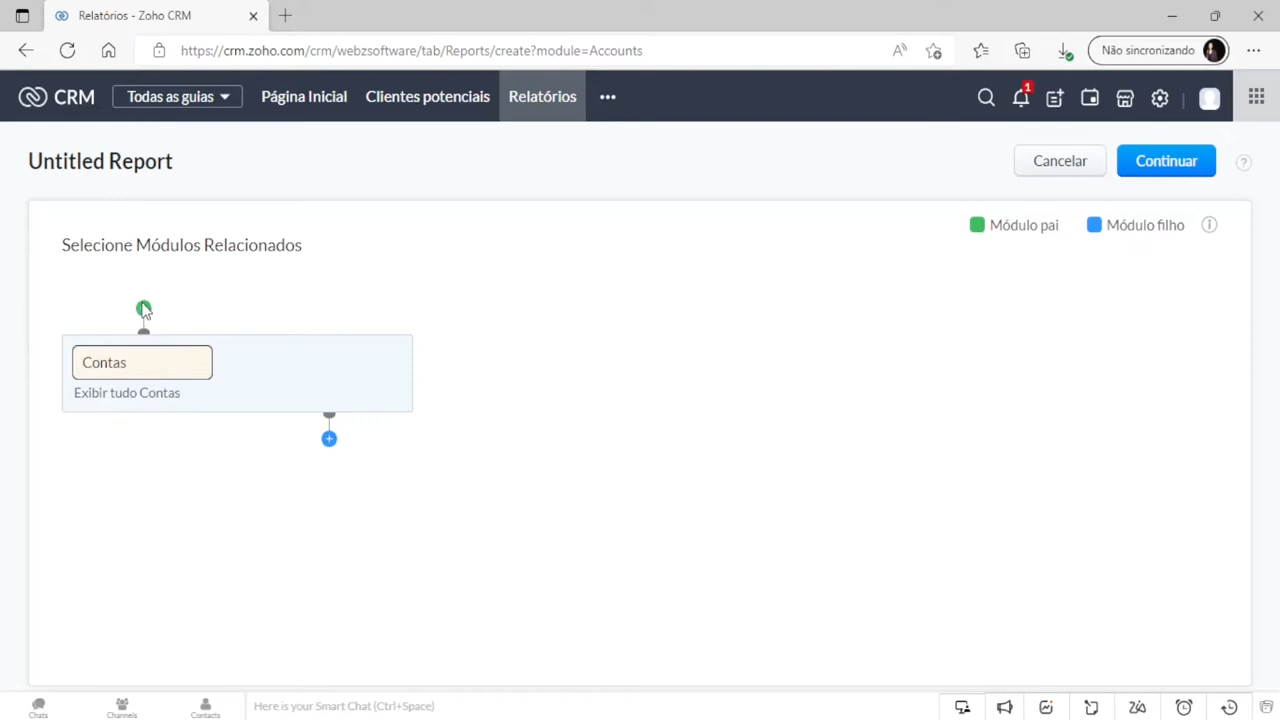 Relatórios - Zoho CRM
https://crm.zoho.com/crm/webzsoftware/tab/Reports/create?module=Accounts
Não sincronizando
CRM
Todas as guias
Página Inicial
Clientes potenciais
Relatórios
1
Untitled Report
Cancelar
Continuar
?
Módulo pai
Módulo filho
Selecione Módulos Relacionados
Contas
Exibir tudo Contas
Chats
Channels
Contacts
Here is your Smart Chat (Ctrl+Space)